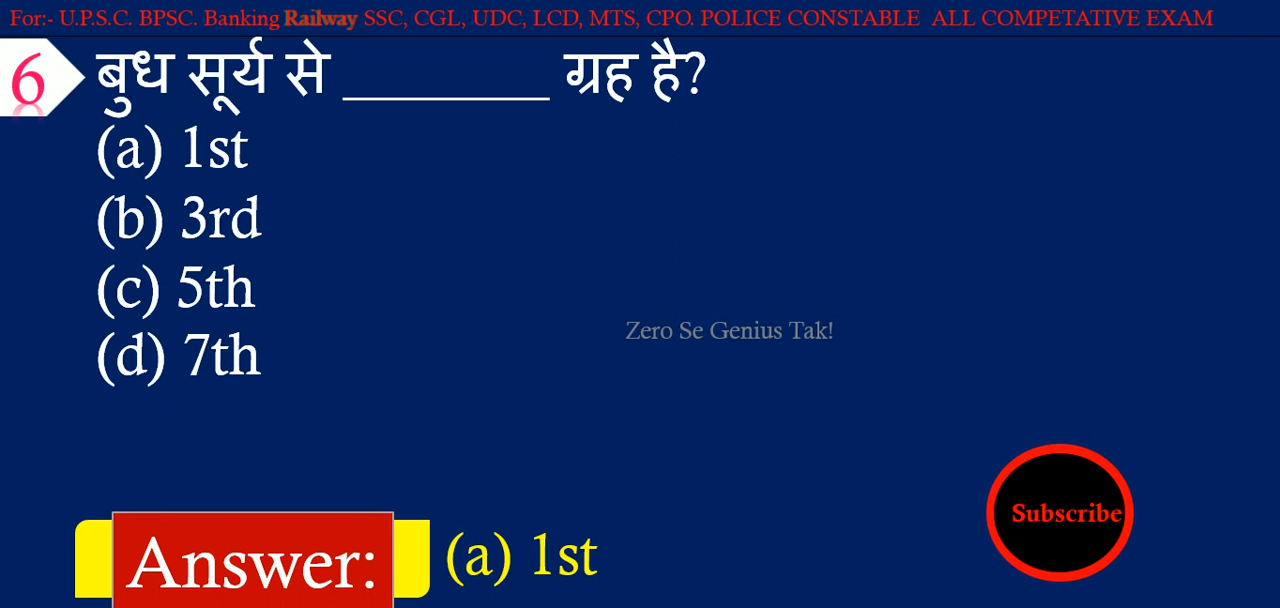 For:- U.P.S.C. BPSC. Banking Railway SSC, CGL, UDC, LCD, MTS, CPO. POLICE CONSTABLE ALL COMPETATIVE EXAM
6 बुध सूर्य से ________ ग्रह है?
(a) 1st
(b) 3rd
(c) 5th
(d) 7th
Zero Se Genius Tak!
Subscribe
Answer: (a) 1st